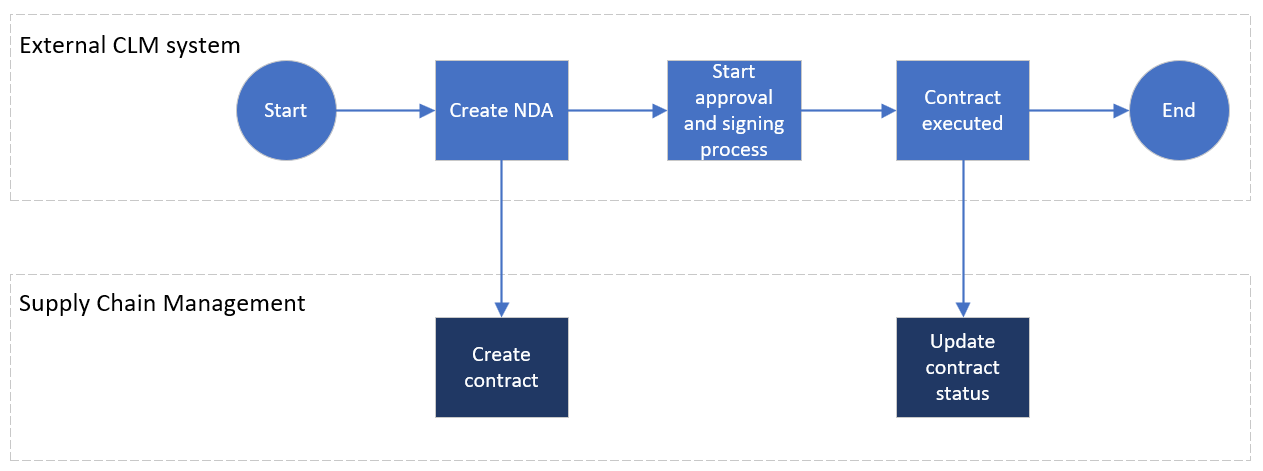 External CLM system
Start
Create NDA
Start
approval
and signing
process
Contract
executed
End
Supply Chain Management
Create
contract
Update
contract
status